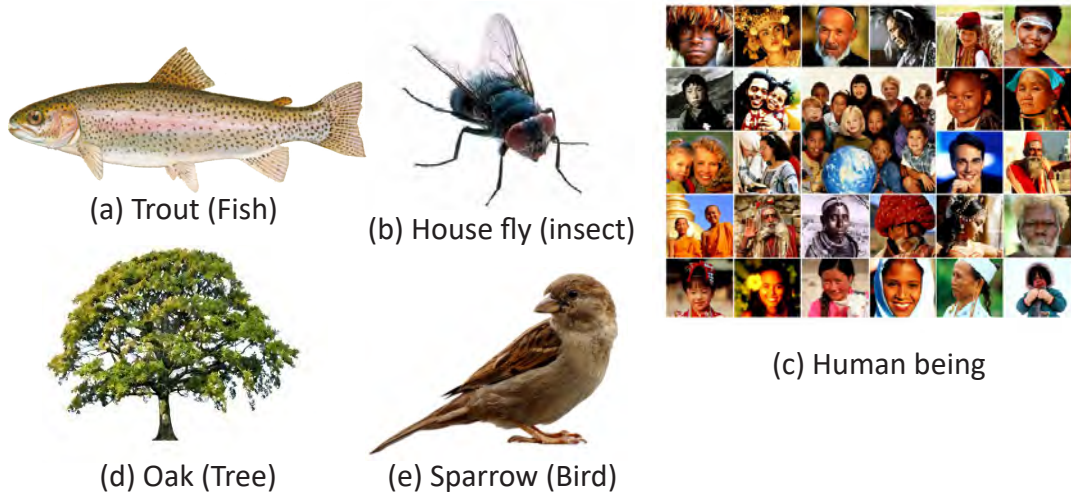 (a) Trout (Fish)
(b) House fly (insect)
(c) Human being
(d) Oak (Tree)
(e) Sparrow (Bird)